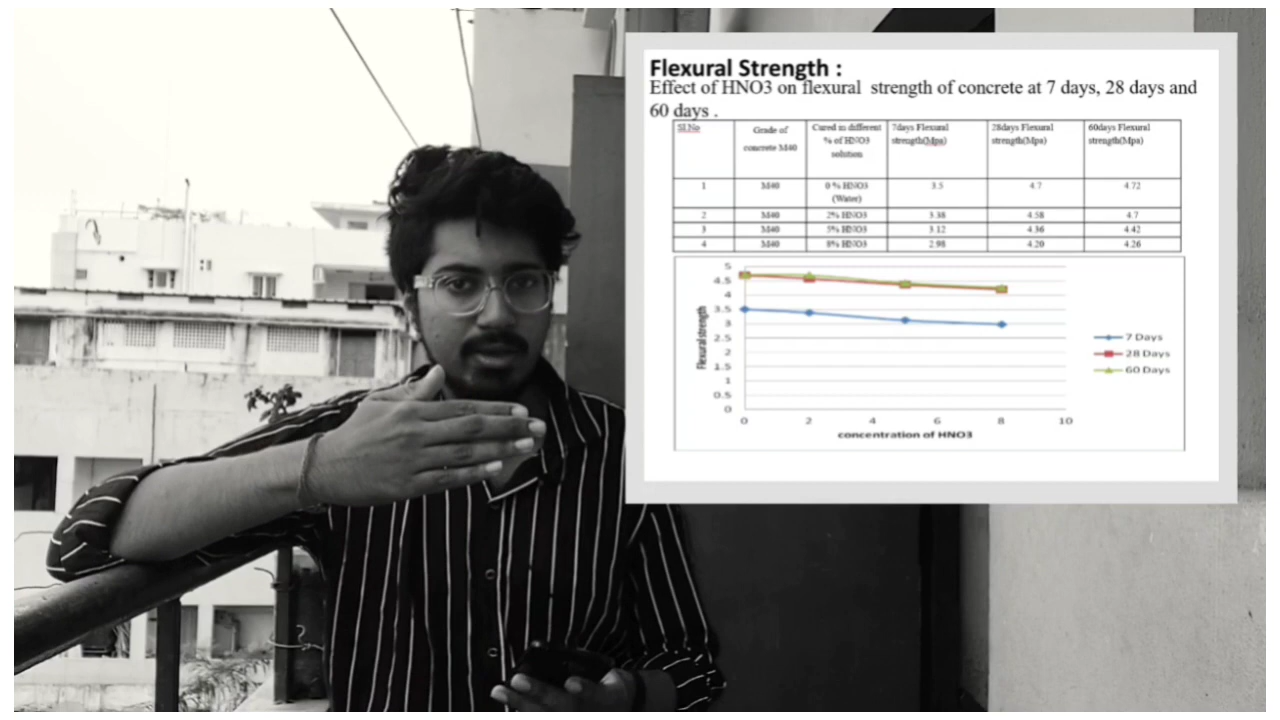 Flexural Strength :
Effect of HNO3 on flexural strength of concrete at 7 days, 28 days and
60 days .
Sl No
Grade of
concrete M40
Cured in different
% of HNO3
solution
7days Flexural
strength(Mpa)
28days Flexural
strength(Mpa)
60days Flexural
strength(Mpa)
1 M40 0 % HNO3 3.5 4.7 4.72
(Water)
2 M40 2% HNO3 3.38 4.58 4.7
3 M40 5% HNO3 3.12 4.36 4.42
4 M40 8% HNO3 2.98 4.20 4.26
Flexural strength
5
4.5
4
3.5
3
2.5
2
1.5
1
0.5
0
0 2 4 6 8 10
concentration of HNO3
7 Days
28 Days
60 Days